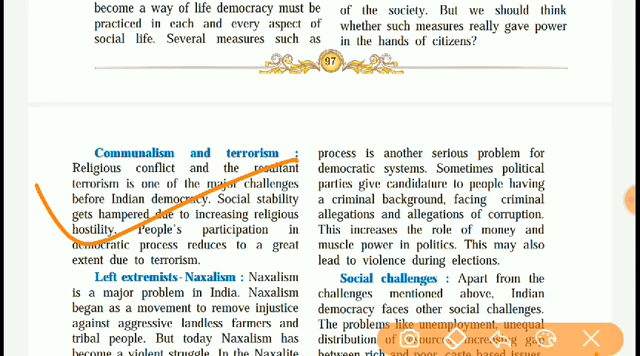 become a way of life democracy must be
practiced in each and every aspect of
social life. Several measures such as
of the society. But we should think
whether such measures really gave power
in the hands of citizens?
97
Communalism and terrorism :
Religious conflict and the resultant
terrorism is one of the major challenges
before Indian democracy. Social stability
gets hampered due to increasing religious
hostility. People's participation in
democratic process reduces to a great
extent due to terrorism.
Left extremists- Naxalism : Naxalism
is a major problem in India. Naxalism
began as a movement to remove injustice
against aggressive landless farmers and
tribal people. But today Naxalism has
become a violent struggle. In the Naxalite
process is another serious problem for
democratic systems. Sometimes political
parties give candidature to people having
a criminal background, facing criminal
allegations and allegations of corruption.
This increases the role of money and
muscle power in politics. This may also
lead to violence during elections.
Social challenges : Apart from the
challenges mentioned above, Indian
democracy faces other social challenges.
The problems like unemployment, unequal
distribution of resources, increasing gap
between rich and poor, caste based issues